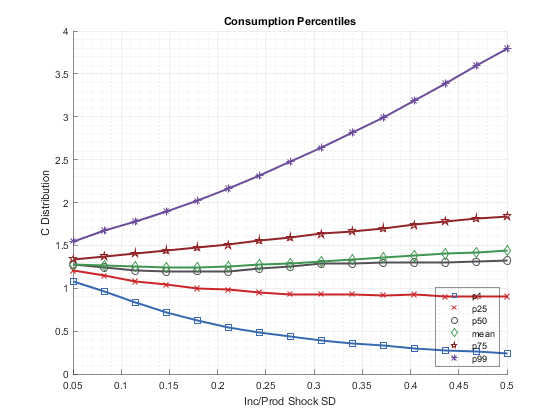 Consumption Percentiles
4
3.5
3
2.5
2
1.5
1
0.5
0
C Distribution
p1
p25
p50
mean
p75
p99
0.05
0.1
0.15
0.2
0.25
0.3
0.35
0.4
0.45
0.5
Inc/Prod Shock SD